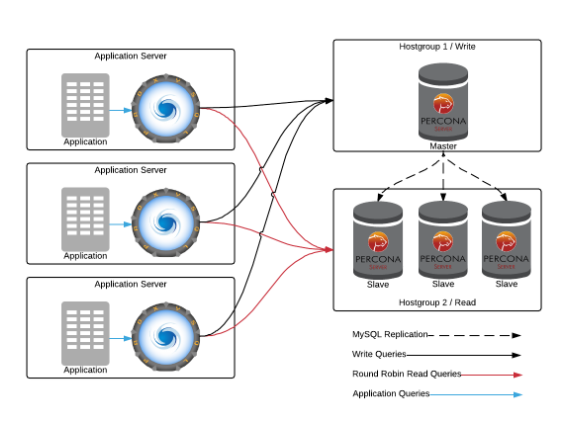 Application Server
Application
Application Server
Application
Application Server
Application
Hostgroup 1 / Write
PERCONA
Server
Master
PERCONA
Server
Slave
PERCONA
Server
Slave
PERCONA
Server
Slave
Hostgroup 2 / Read
MySQL Replication
Write Queries
Round Robin Read Queries
Application Queries